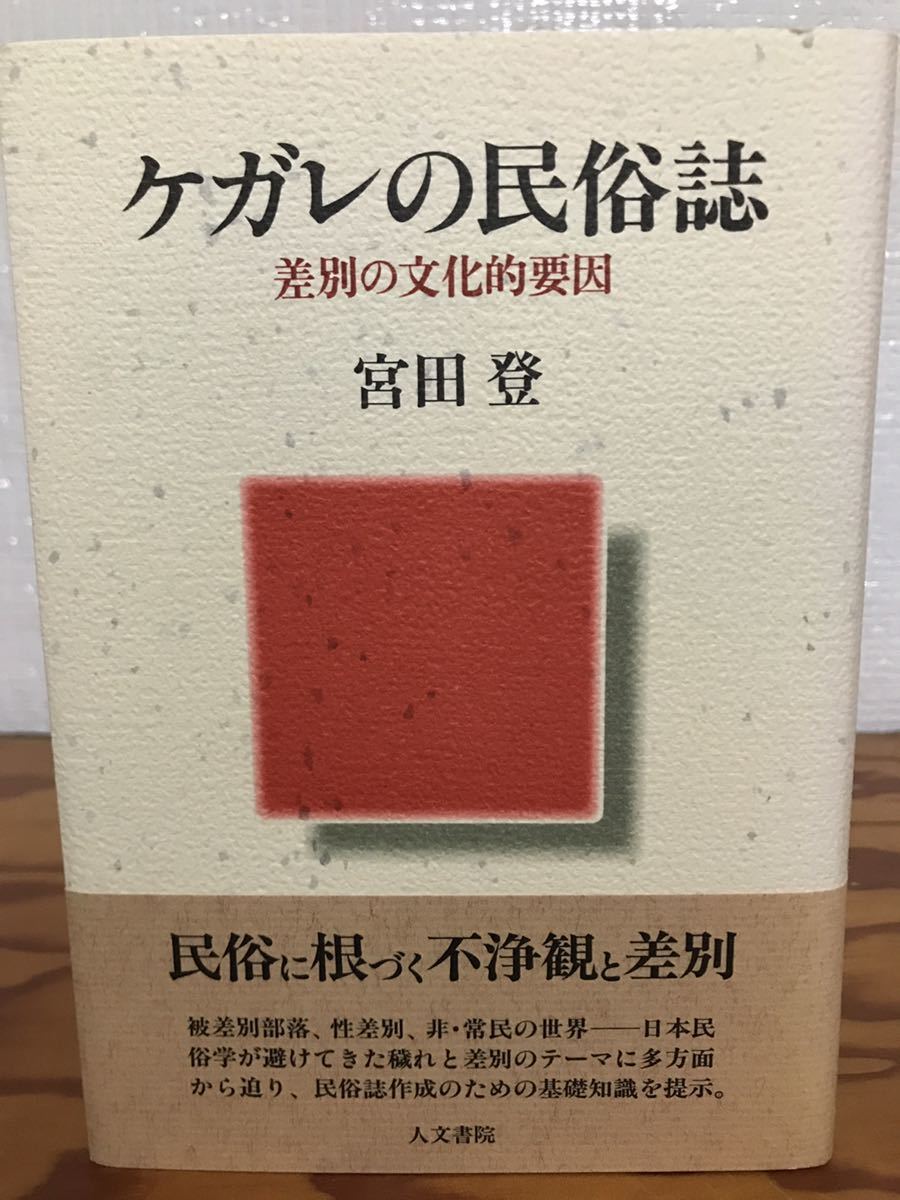 ケガレの民俗誌
差別の文化的要因
宮田 登
民俗に根づく不浄観と差別
被差別部落、性差別、非・常民の世界——日本民
俗学が避けてきた穢れと差別のテーマに多方面
から迫り、民俗誌作成のための基礎知識を提示。
人文書院